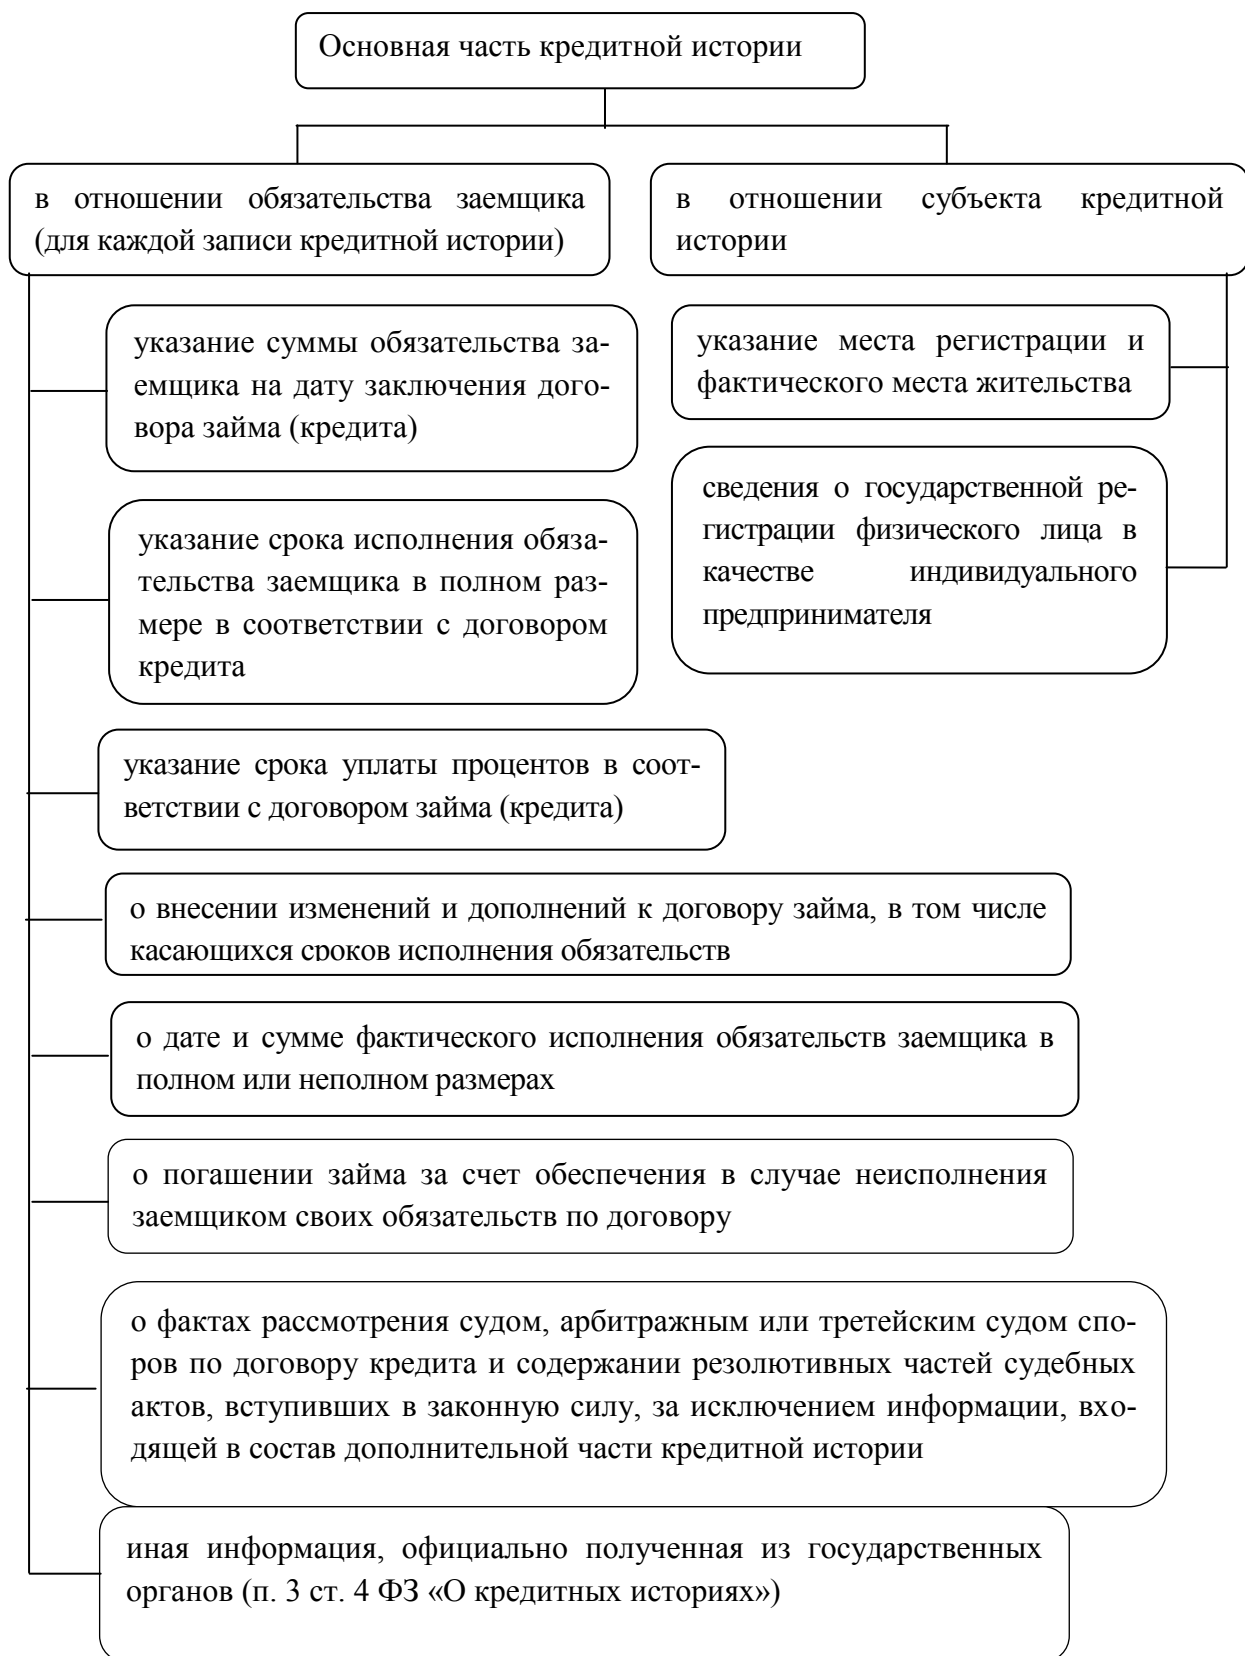 Основная часть кредитной истории
в отношении обязательства заемщика
(для каждой записи кредитной истории)
в отношении субъекта кредитной
истории
указание суммы обязательства за-
емщика на дату заключения дого-
вора займа (кредита)
указание места регистрации и
фактического места жительства
указание срока исполнения обяза-
тельства заемщика в полном раз-
мере в соответствии с договором
кредита
сведения о государственной ре-
гистрации физического лица в
качестве индивидуального
предпринимателя
указание срока уплаты процентов в соот-
ветствии с договором займа (кредита)
о внесении изменений и дополнений к договору займа, в том числе
касающихся сроков исполнения обязательств
о дате и сумме фактического исполнения обязательств заемщика в
полном или неполном размерах
о погашении займа за счет обеспечения в случае неисполнения
заемщиком своих обязательств по договору
о фактах рассмотрения судом, арбитражным или третейским судом спо-
ров по договору кредита и содержании резолютивных частей судебных
актов, вступивших в законную силу, за исключением информации, вхо-
дящей в состав дополнительной части кредитной истории
иная информация, официально полученная из государственных
органов (п. 3 ст. 4 ФЗ «О кредитных историях»)